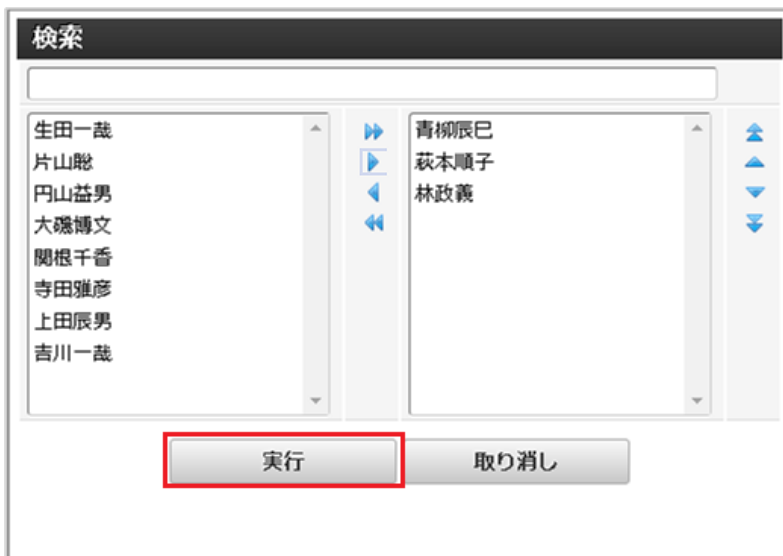 検索
生田一哉
片山聡
円山益男
大磯博文
関根千香
寺田雅彦
上田辰男
吉川一哉
青柳辰巳
萩本順子
林政義
実行
取り消し